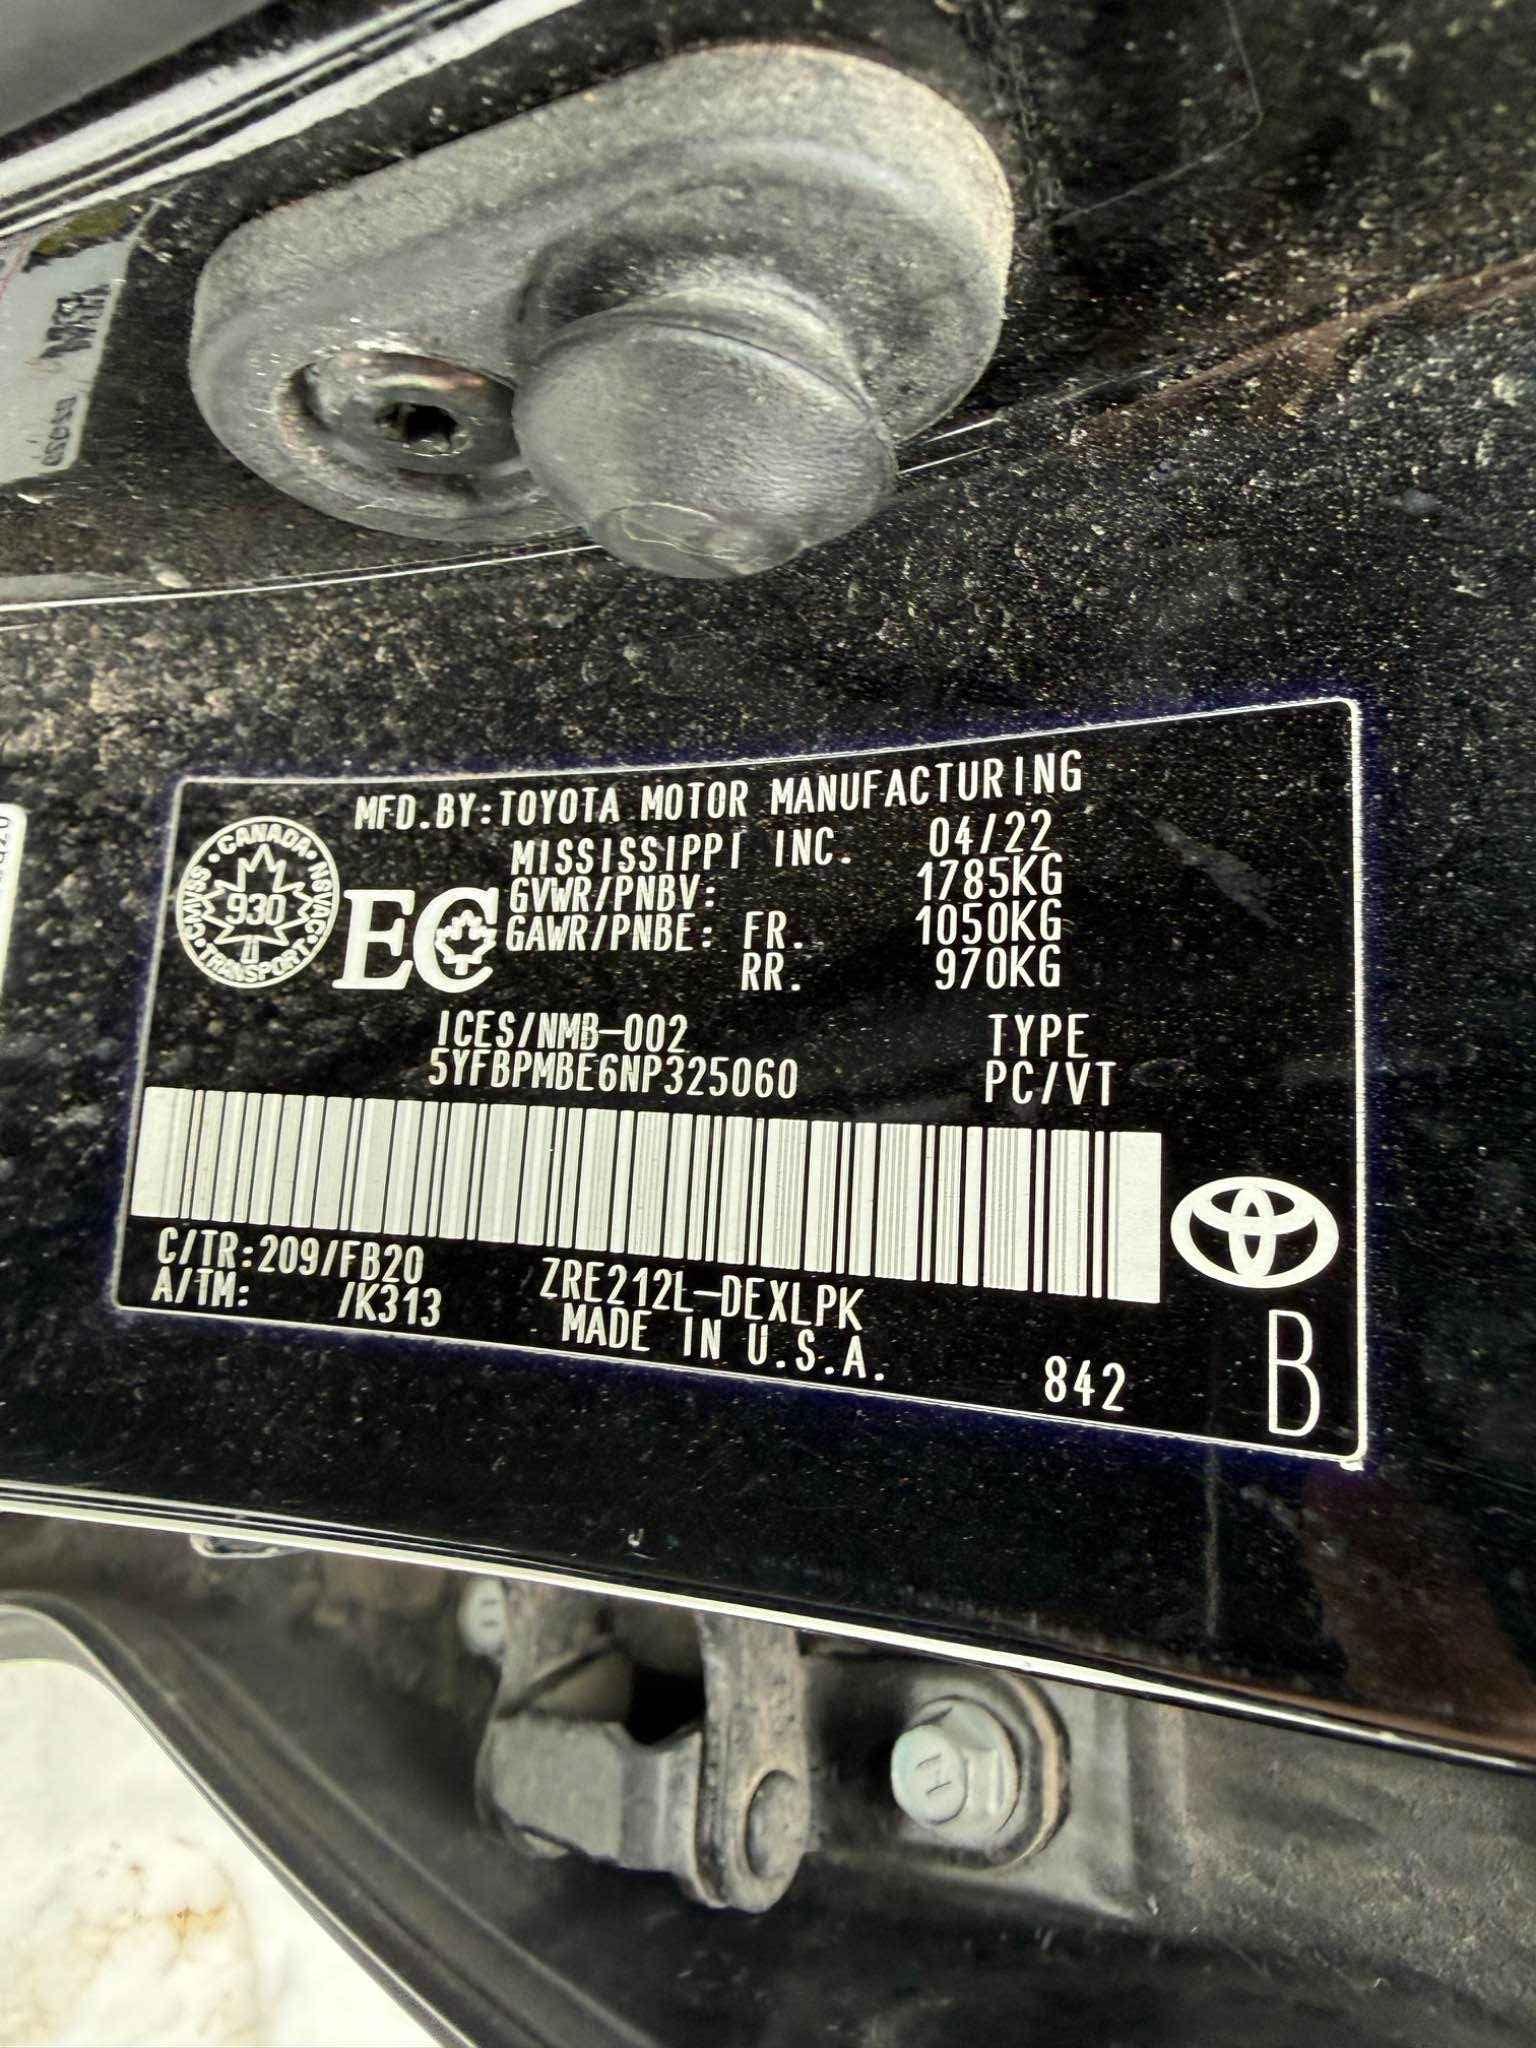 MFD.BY:TOYOTA MOTOR MANUFACTURING
MISSISSIPPI INC. 04/22
GVWR/PNBV: 1785KG
GAWR/PNBE: FR. 1050KG
RR. 970KG
CANADA
CMVSS
930
NSVAC
TRANSPORT
EC
ICES/NMB-002
TYPE
5YFBPMBE6NP325060
PC/VT
C/TR:209/FB20
A/TM: /K313
ZRE212L-DEXLPK
MADE IN U.S.A.
842
B